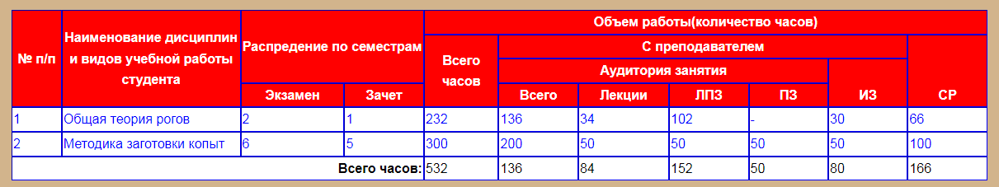 Объем работы(количество часов)
№ п/п Наименование дисциплин и видов учебной работы студента Распредение по семестрам Всего часов С преподавателем
Аудитория занятия
Экзамен Зачет Всего Лекции ЛПЗ ПЗ ИЗ СР
1 Общая теория рогов 2 1 232 136 34 102 - 30 66
2 Методика заготовки копыт 6 5 300 200 50 50 50 50 100
Всего часов: 532 136 84 152 50 80 166